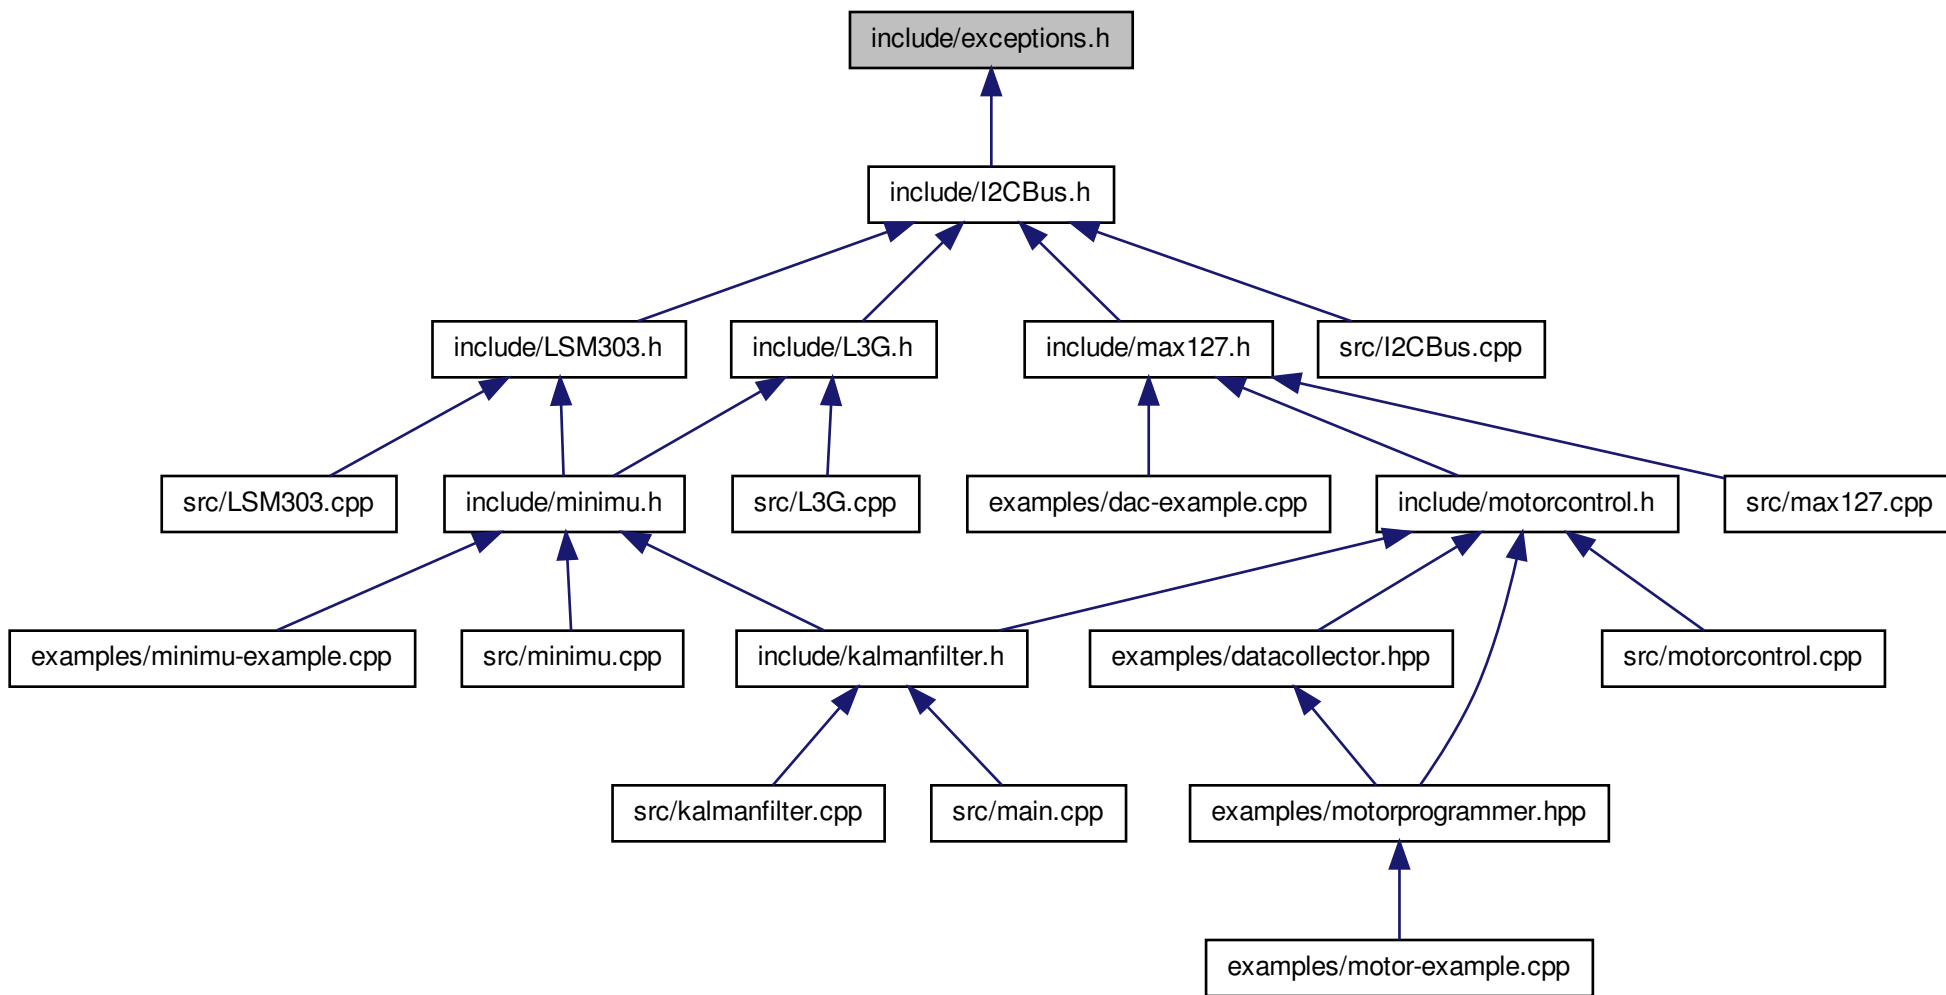 include/exceptions.h
include/I2CBus.h
include/LSM303.h
include/L3G.h
include/max127.h
src/I2CBus.cpp
src/LSM303.cpp
include/minimu.h
src/L3G.cpp
examples/dac-example.cpp
include/motorcontrol.h
src/max127.cpp
examples/minimu-example.cpp
src/minimu.cpp
include/kalmanfilter.h
examples/datacollector.hpp
src/motorcontrol.cpp
src/kalmanfilter.cpp
src/main.cpp
examples/motorprogrammer.hpp
examples/motor-example.cpp